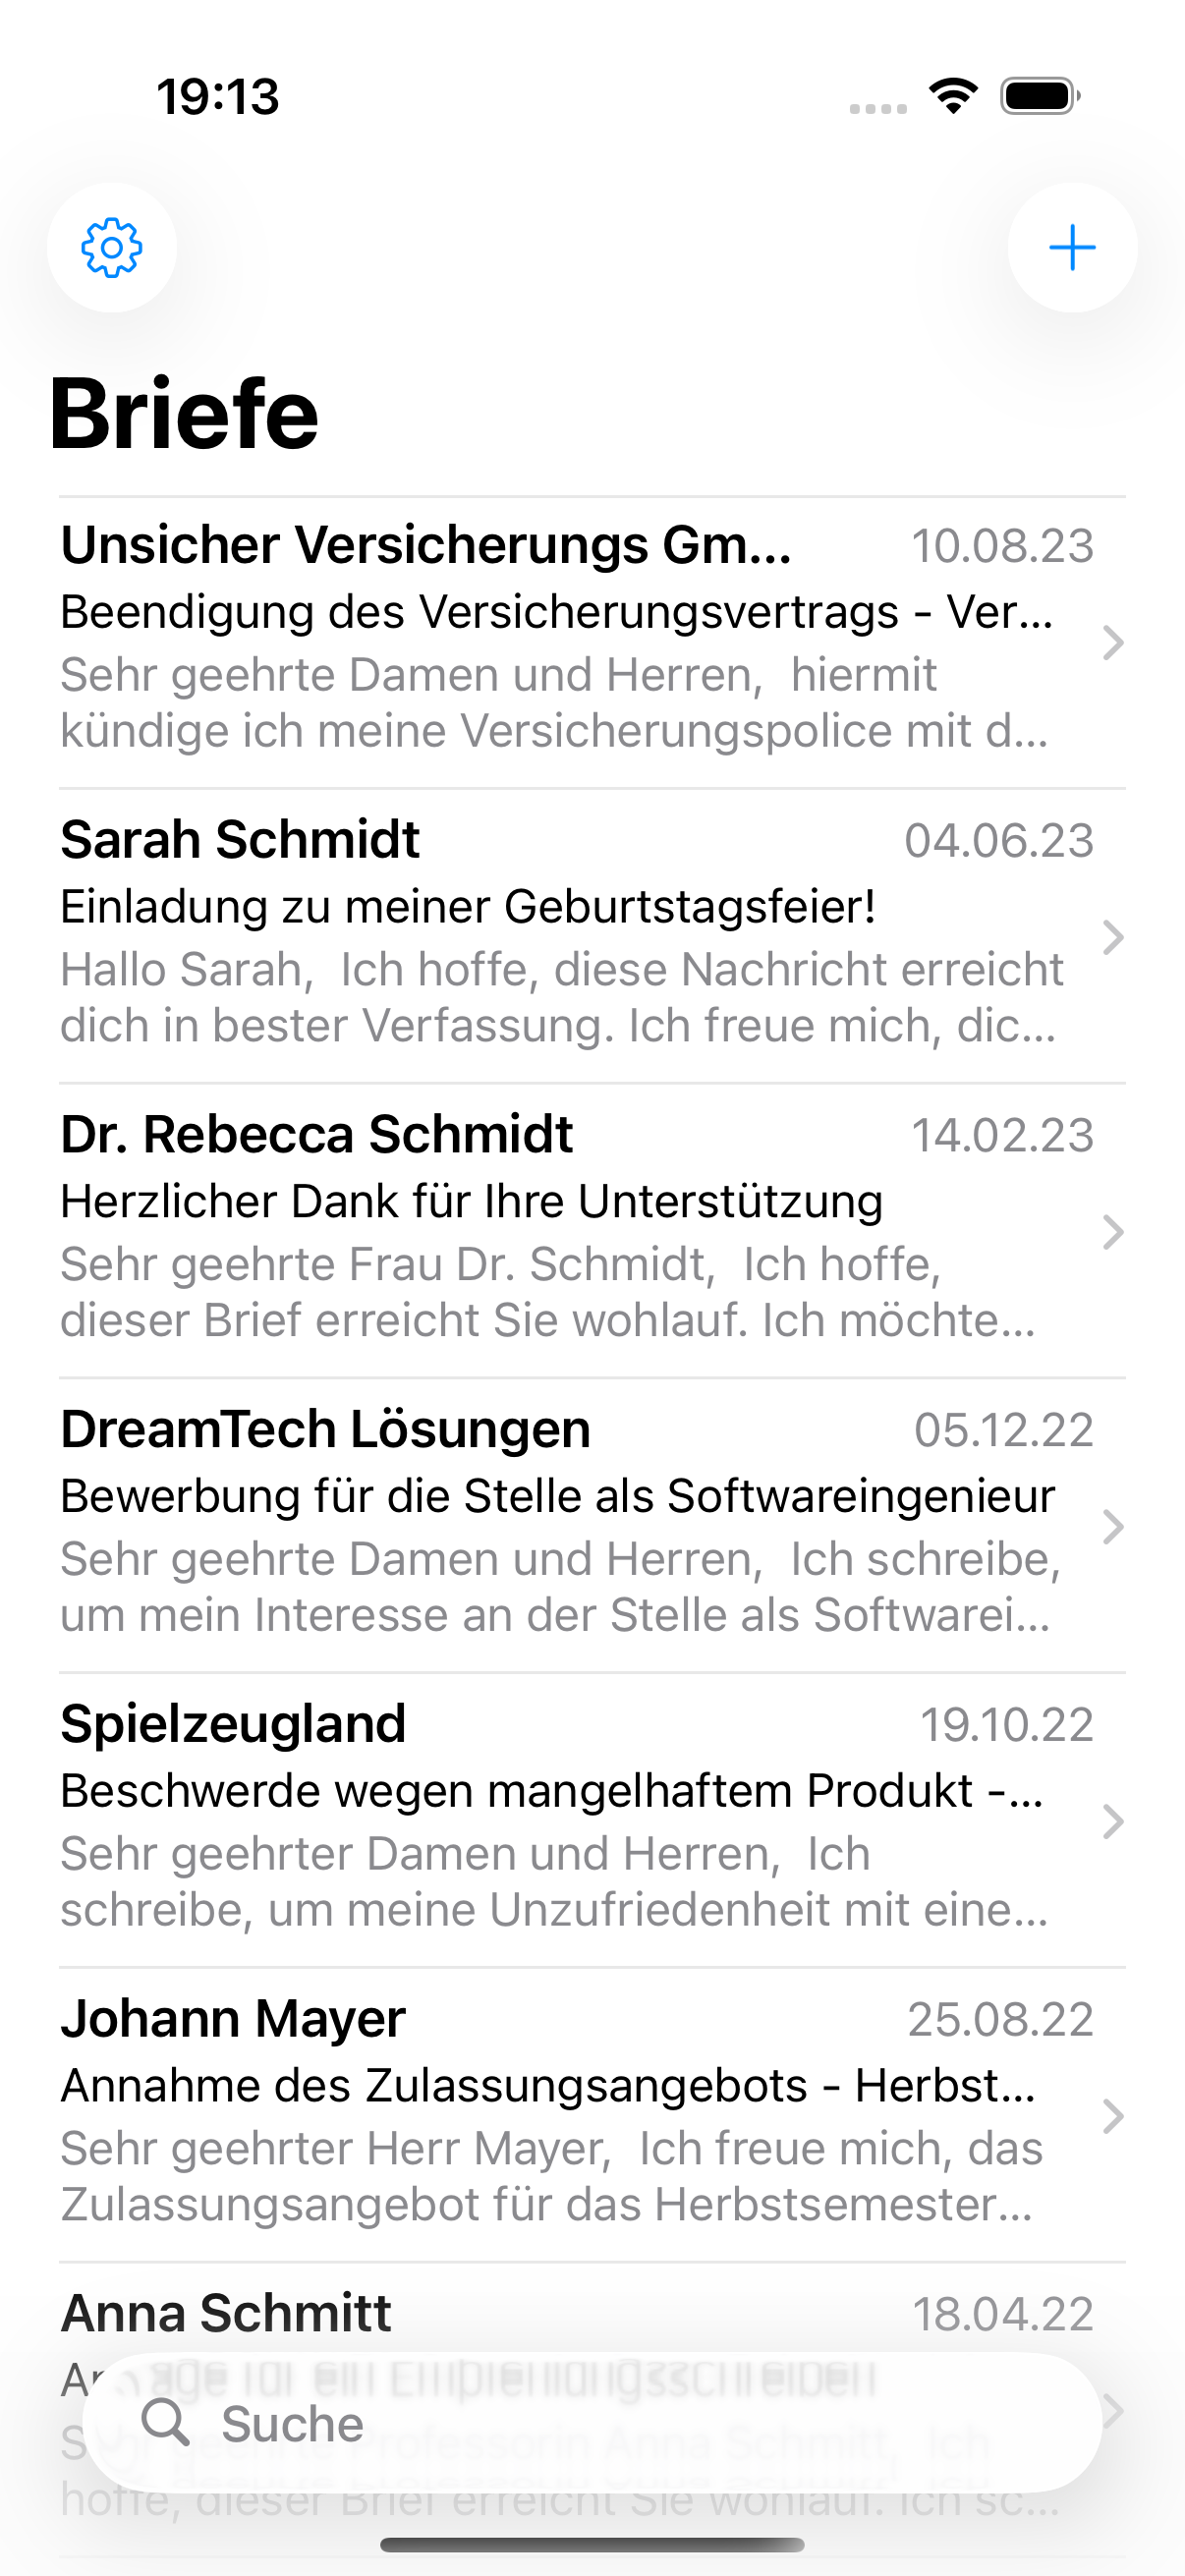 19:13
Briefe
Unsicher Versicherungs Gm...
10.08.23
Beendigung des Versicherungsvertrags - Ver...
Sehr geehrte Damen und Herren,  hiermit
kündige ich meine Versicherungspolice mit d...
Sarah Schmidt
04.06.23
Einladung zu meiner Geburtstagsfeier!
Hallo Sarah,  Ich hoffe, diese Nachricht erreicht
dich in bester Verfassung. Ich freue mich, dic...
Dr. Rebecca Schmidt
14.02.23
Herzlicher Dank für Ihre Unterstützung
Sehr geehrte Frau Dr. Schmidt,  Ich hoffe,
dieser Brief erreicht Sie wohlauf. Ich möchte...
DreamTech Lösungen
05.12.22
Bewerbung für die Stelle als Softwareingenieur
Sehr geehrte Damen und Herren,  Ich schreibe,
um mein Interesse an der Stelle als Softwarei...
Spielzeugland
19.10.22
Beschwerde wegen mangelhaftem Produkt -...
Sehr geehrter Damen und Herren,  Ich
schreibe, um meine Unzufriedenheit mit eine...
Johann Mayer
25.08.22
Annahme des Zulassungsangebots - Herbst...
Sehr geehrter Herr Mayer,  Ich freue mich, das
Zulassungsangebot für das Herbstsemester...
Anna Schmitt
18.04.22
für ein Empfehlungsschreiben
Suche
Sehr geehrte Professorin Anna Schmitt,  Ich
hoffe, dieser Brief erreicht Sie wohlauf. Ich sc...